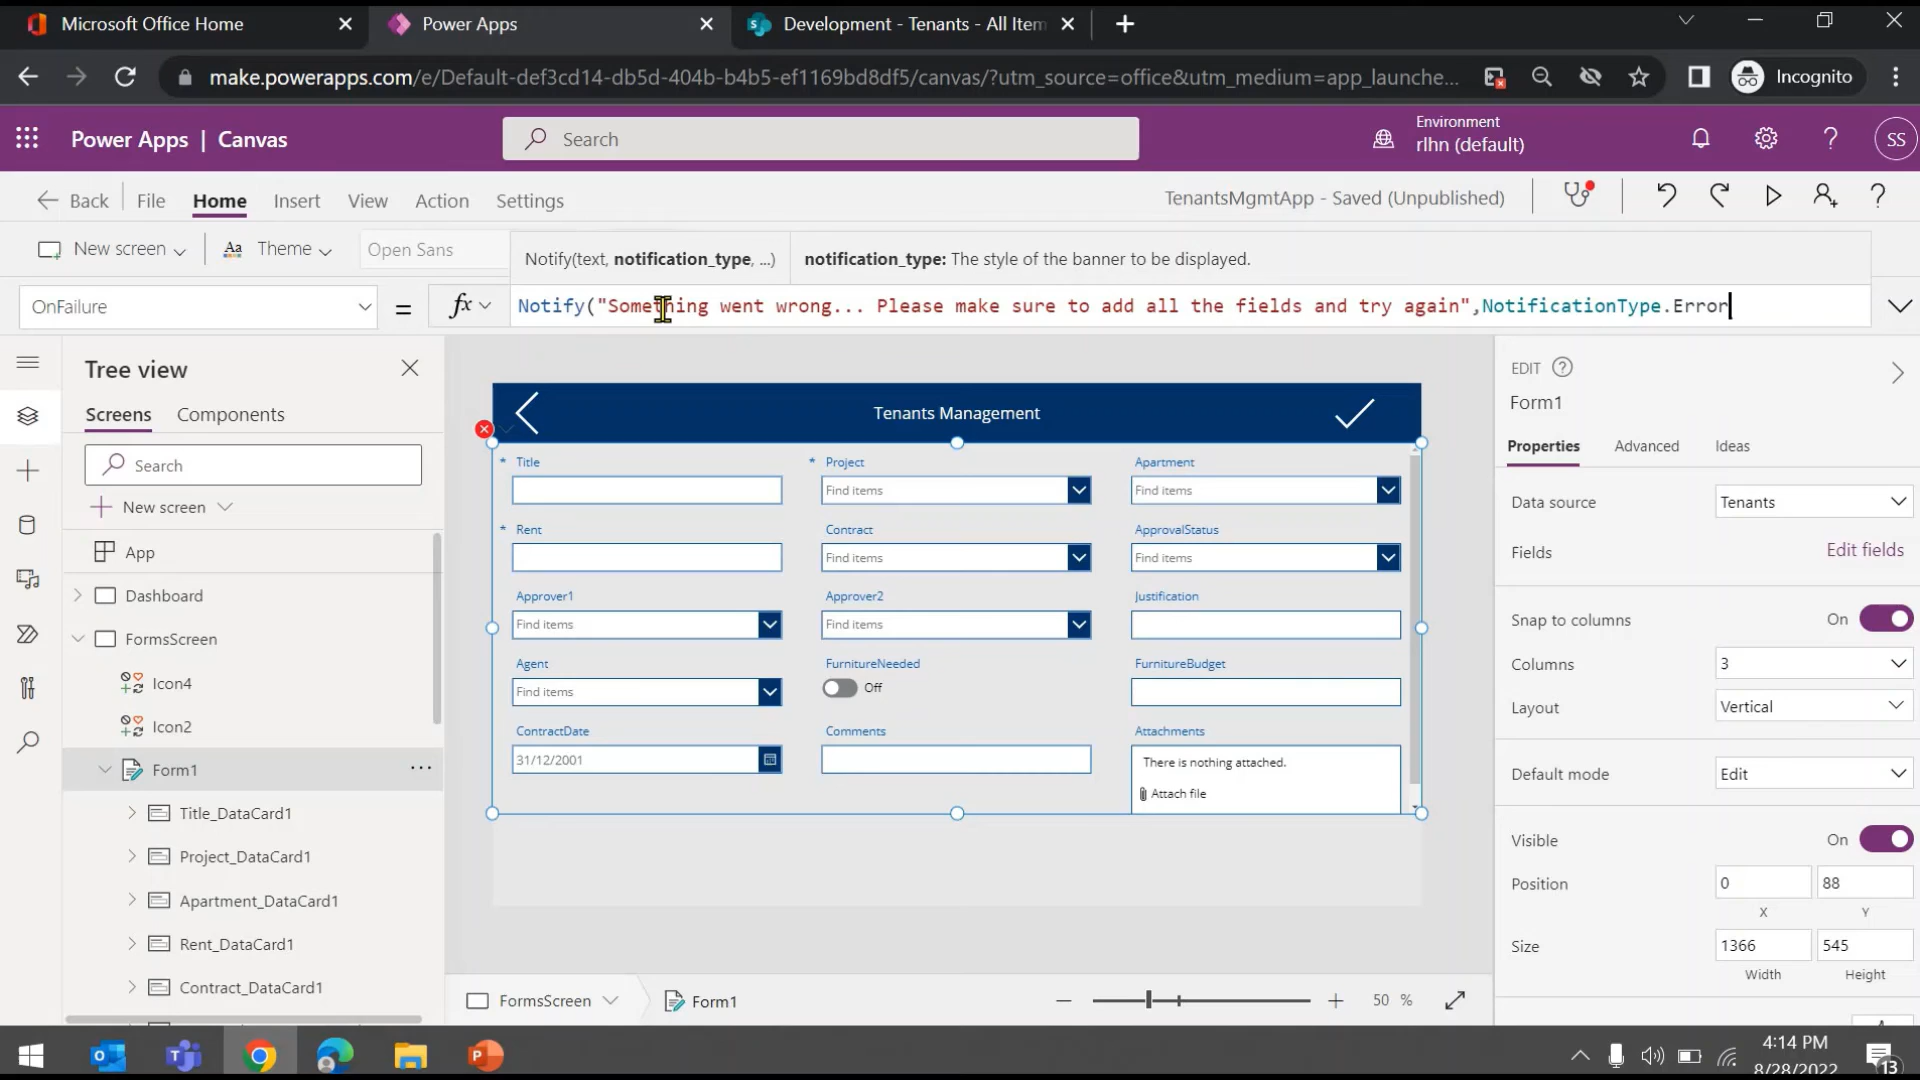 Microsoft Office Home
Power Apps
Development - Tenants - All Item
make.powerapps.com/e/Default-def3cd14-db5d-404b-b4b5-ef1169bd8df5/canvas/?utm_source=office&utm_medium=app_launche...
Incognito
Power Apps | Canvas
Search
Environment
rlhn (default)
SS
Back
File
Home
Insert
View
Action
Settings
TenantsMgmtApp - Saved (Unpublished)
New screen
Theme
Open Sans
Notify(text, notification_type, ...)
notification_type: The style of the banner to be displayed.
OnFailure
=
fx
Notify("Something went wrong... Please make sure to add all the fields and try again",NotificationType.Error
Tree view
Screens
Components
Search
New screen
App
Dashboard
FormsScreen
Icon4
Icon2
Form1
Title_DataCard1
Project_DataCard1
Apartment_DataCard1
Rent_DataCard1
Contract_DataCard1
Tenants Management
* Title
* Project
Apartment
Find items
Find items
* Rent
Contract
ApprovalStatus
Find items
Find items
Approver1
Approver2
Justification
Find items
Find items
Agent
FurnitureNeeded
FurnitureBudget
Find items
Off
ContractDate
Comments
Attachments
31/12/2001
There is nothing attached.
Attach file
FormsScreen
Form1
50 %
EDIT
Form1
Properties
Advanced
Ideas
Data source
Tenants
Fields
Edit fields
Snap to columns
On
Columns
3
Layout
Vertical
Default mode
Edit
Visible
On
Position
0
88
X
Y
Size
1366
545
Width
Height
4:14 PM
8/28/2022
13